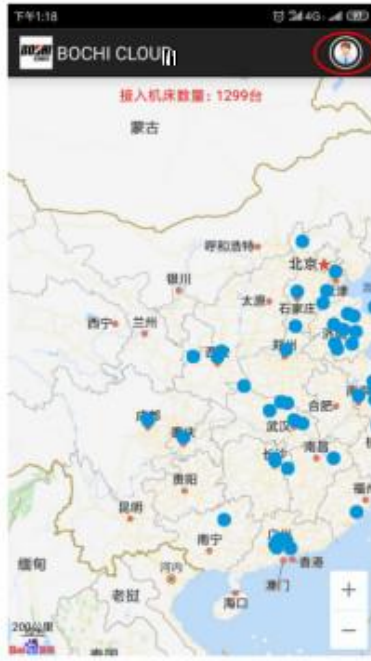 下午1:18
4G
BOCHI BOCHI CLOUD
接入机床数量：1299台
蒙古
呼和浩特
北京
银川
太原
石家庄
西宁
兰州
郑州
成都
重庆
合肥
武汉
长沙
南昌
贵阳
福州
昆明
南宁
广州
香港
缅甸
河内
澳门
老挝
海口
+
200公里
-